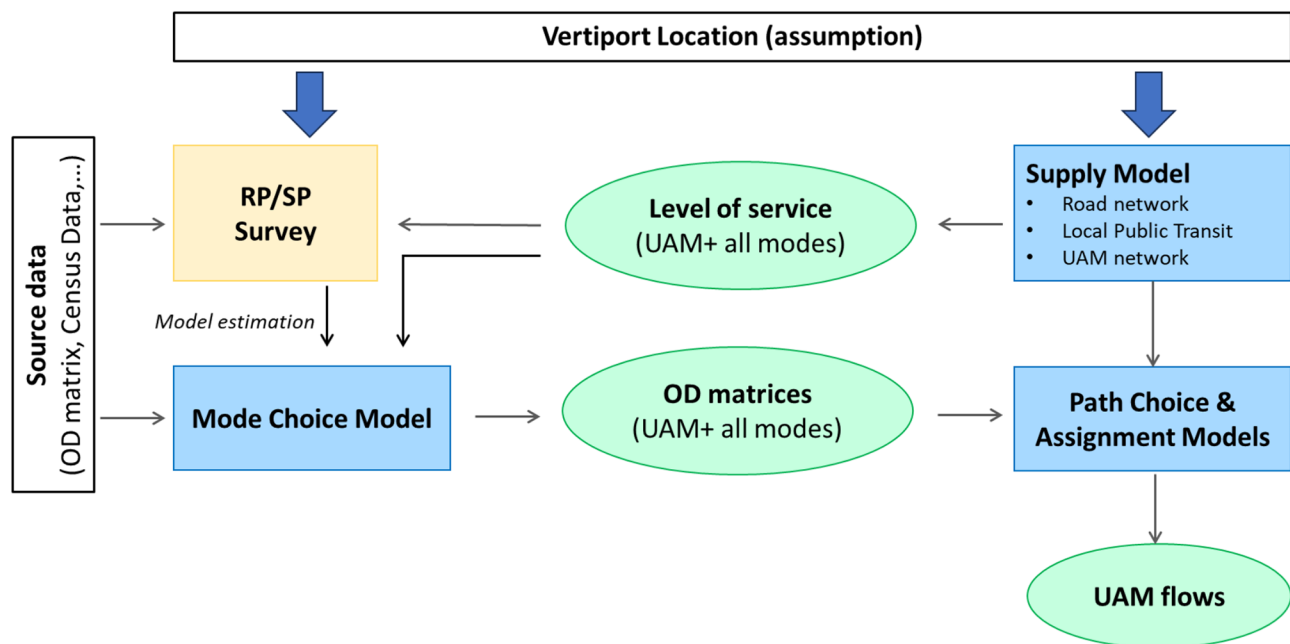 Vertiport Location (assumption)
Source data
(OD matrix, Census Data,...)
RP/SP
Survey
Level of service
(UAM+ all modes)
Supply Model
• Road network
• Local Public Transit
• UAM network
Model estimation
Mode Choice Model
OD matrices
(UAM+ all modes)
Path Choice &
Assignment Models
UAM flows